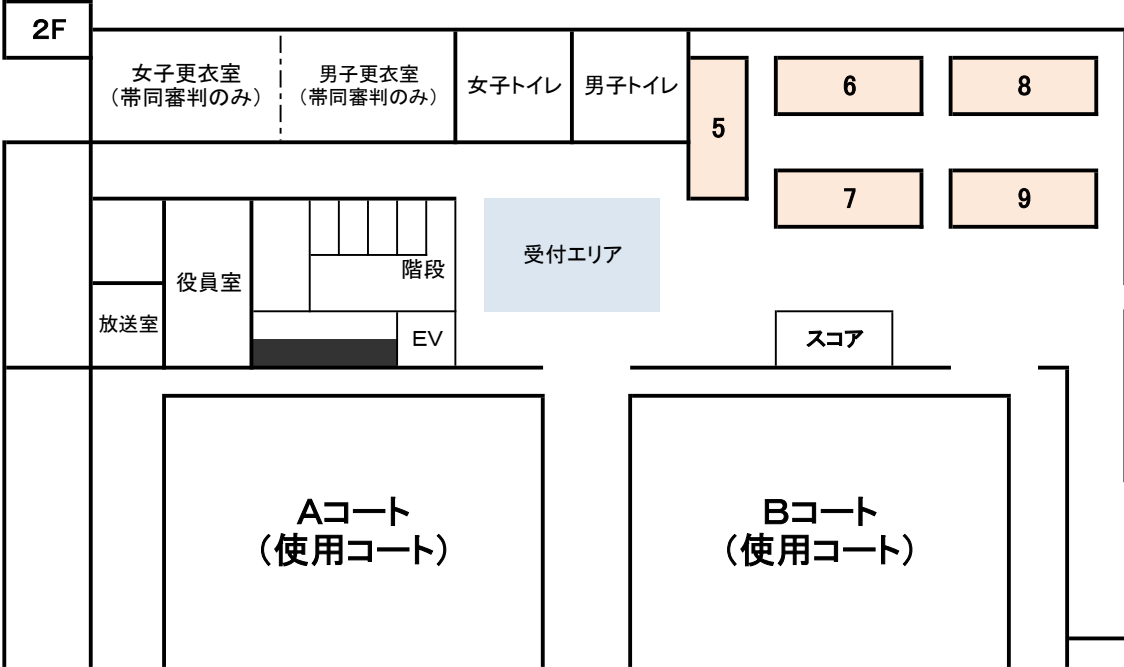 2F
女子更衣室
（帯同審判のみ）
男子更衣室
（帯同審判のみ）
女子トイレ
男子トイレ
5
6
8
7
9
受付エリア
階段
役員室
放送室
EV
スコア
Aコート
（使用コート）
Bコート
（使用コート）